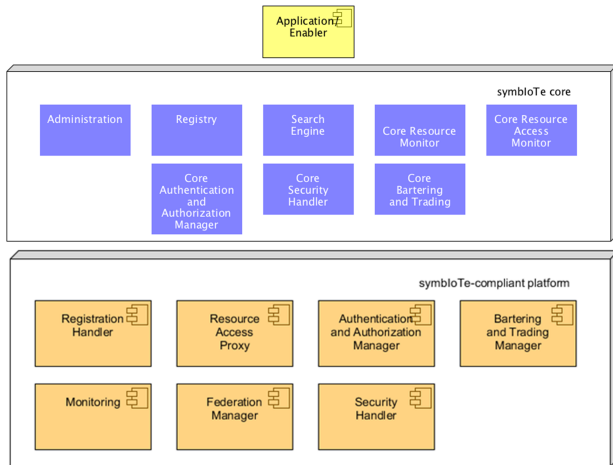 Application/
Enabler
symbIoTe core
Administration
Registry
Search
Engine
Core Resource
Monitor
Core Resource
Access
Monitor
Core
Authentication
and
Authorization
Manager
Core
Security
Handler
Core
Bartering
and Trading
symbIoTe-compliant platform
Registration
Handler
Resource
Access
Proxy
Authentication
and Authorization
Manager
Bartering
and Trading
Manager
Monitoring
Federation
Manager
Security
Handler